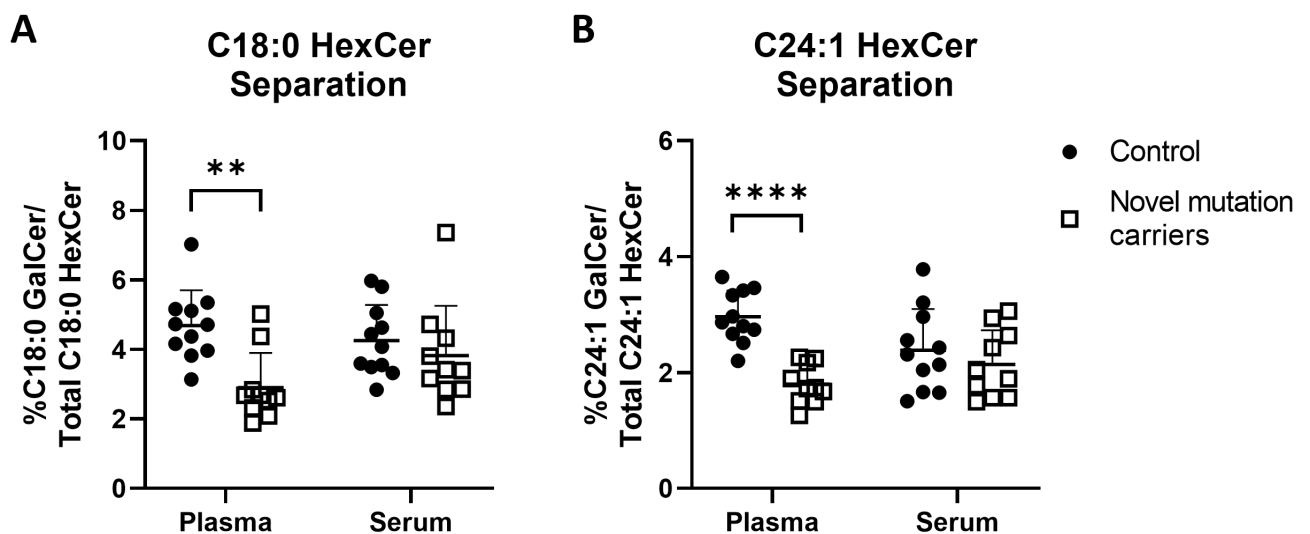 A
C18:0 HexCer
Separation
%C18:0 GalCer/
Total C18:0 HexCer
10
8
6
4
2
0
**
Plasma
Serum
B
C24:1 HexCer
Separation
%C24:1 GalCer/
Total C24:1 HexCer
6
4
2
0
****
Plasma
Serum
Control
Novel mutation
carriers